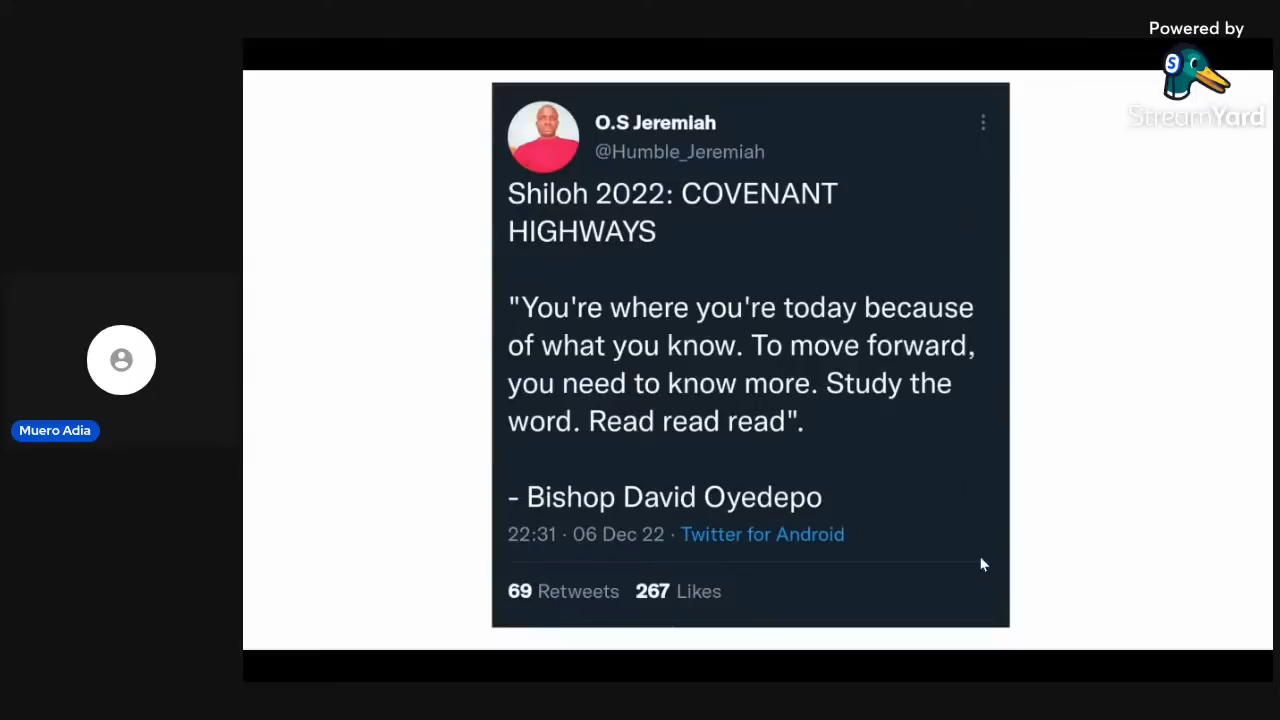 Powered by
StreamYard
O.S Jeremiah
@Humble_Jeremiah
Shiloh 2022: COVENANT
HIGHWAYS
"You're where you're today because
of what you know. To move forward,
you need to know more. Study the
word. Read read read".
- Bishop David Oyedepo
22:31 · 06 Dec 22 · Twitter for Android
69 Retweets 267 Likes
Muero Adia